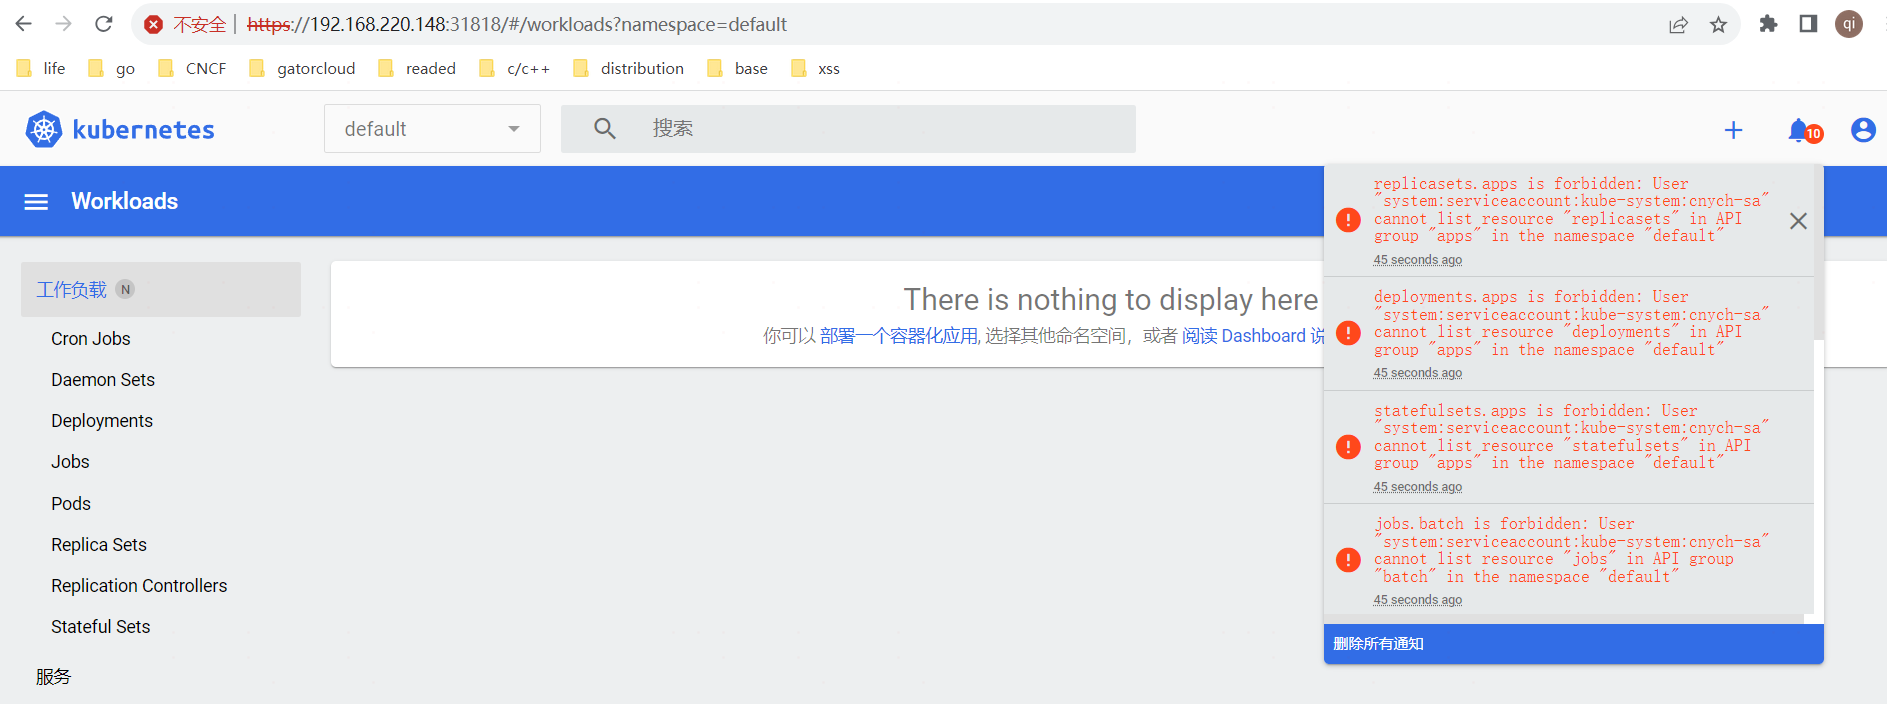 不安全 | https://192.168.220.148:31818/#/workloads?namespace=default
qi
life go CNCF gatorcloud readed c/c++ distribution base xss
kubernetes
default
搜索
10
Workloads
工作负载 N
Cron Jobs
Daemon Sets
Deployments
Jobs
Pods
Replica Sets
Replication Controllers
Stateful Sets
服务
There is nothing to display here
你可以 部署一个容器化应用, 选择其他命名空间，或者 阅读 Dashboard 说
replicasets.apps is forbidden: User
"system:serviceaccount:kube-system:cnych-sa"
cannot list resource "replicasets" in API
group "apps" in the namespace "default"
45 seconds ago
deployments.apps is forbidden: User
"system:serviceaccount:kube-system:cnych-sa"
cannot list resource "deployments" in API
group "apps" in the namespace "default"
45 seconds ago
statefulsets.apps is forbidden: User
"system:serviceaccount:kube-system:cnych-sa"
cannot list resource "statefulsets" in API
group "apps" in the namespace "default"
45 seconds ago
jobs.batch is forbidden: User
"system:serviceaccount:kube-system:cnych-sa"
cannot list resource "jobs" in API group
"batch" in the namespace "default"
45 seconds ago
删除所有通知